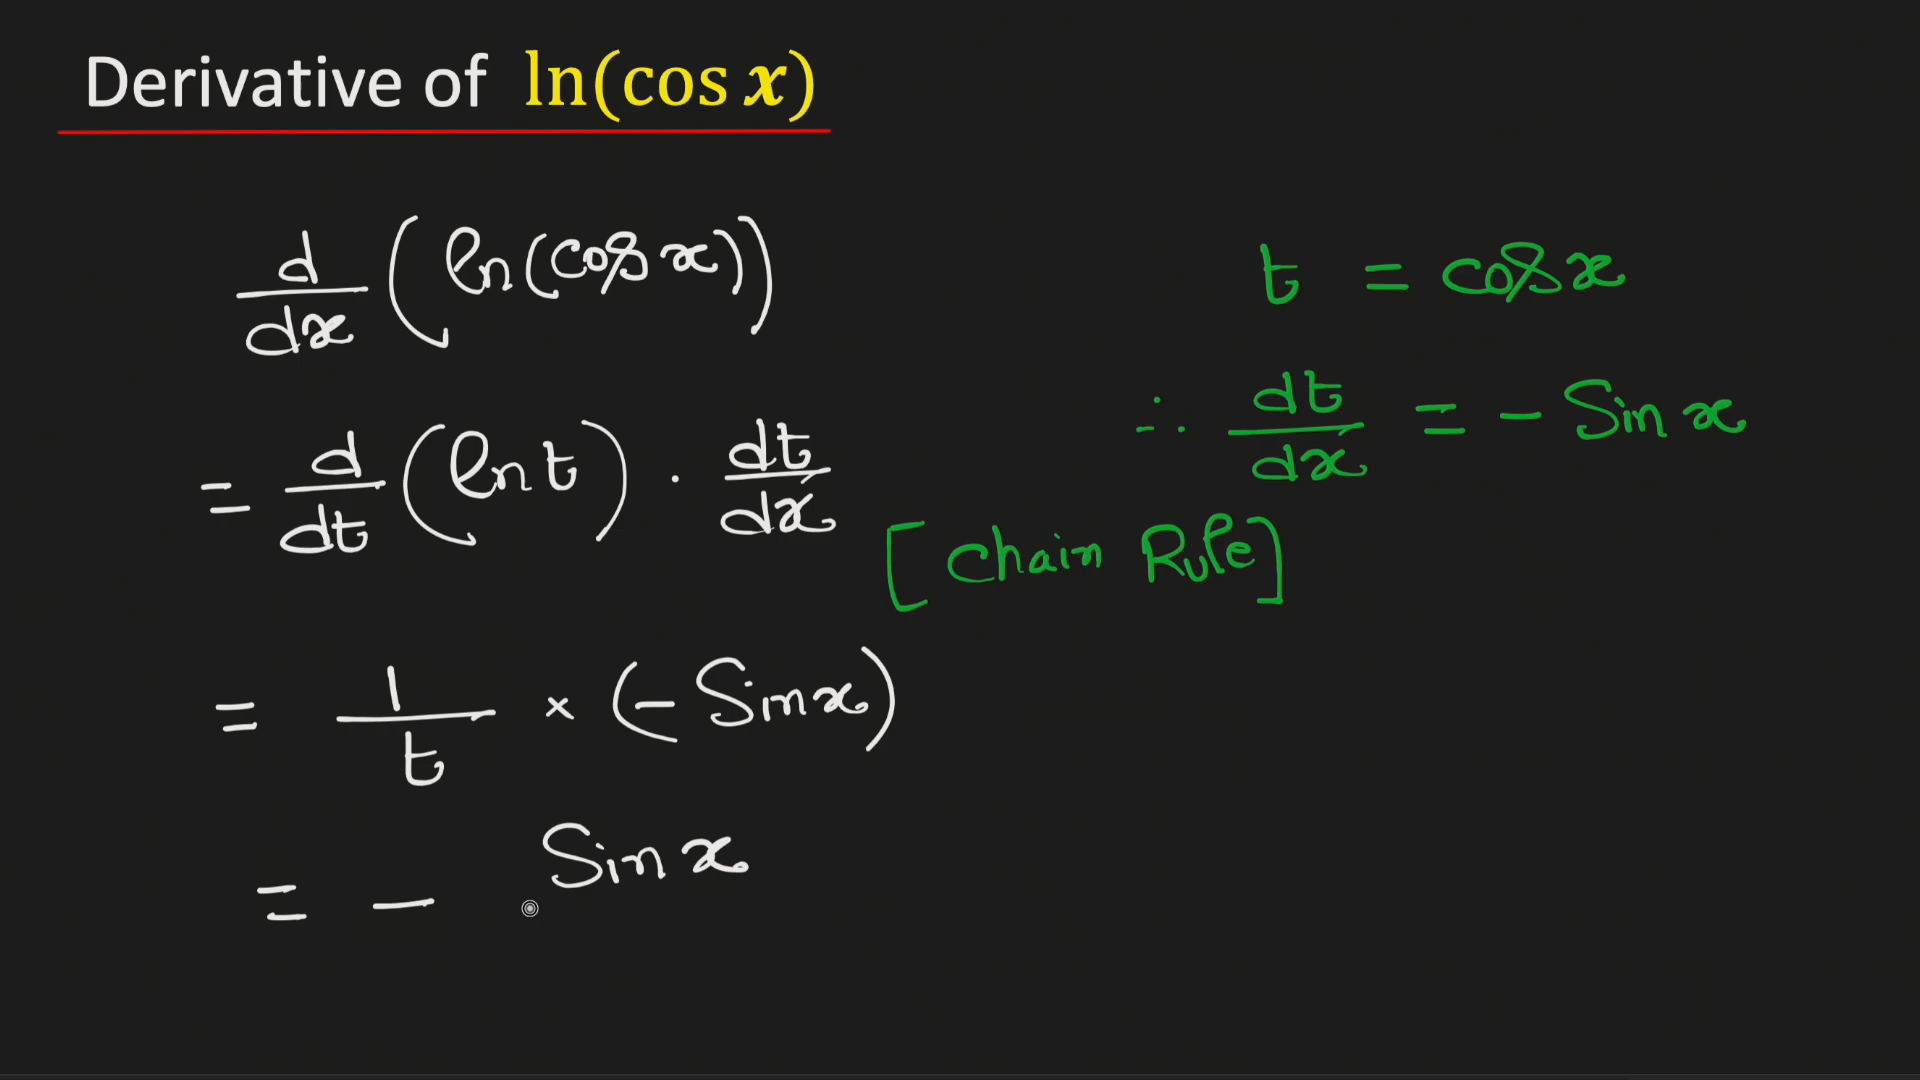 Derivative of ln(cos x)
d/dx (ln(cos x))
t = cos x
= d/dt (ln t) · dt/dx
∴ dt/dx = - Sin x
[Chain Rule]
= 1/t × (- Sin x)
= - Sin x